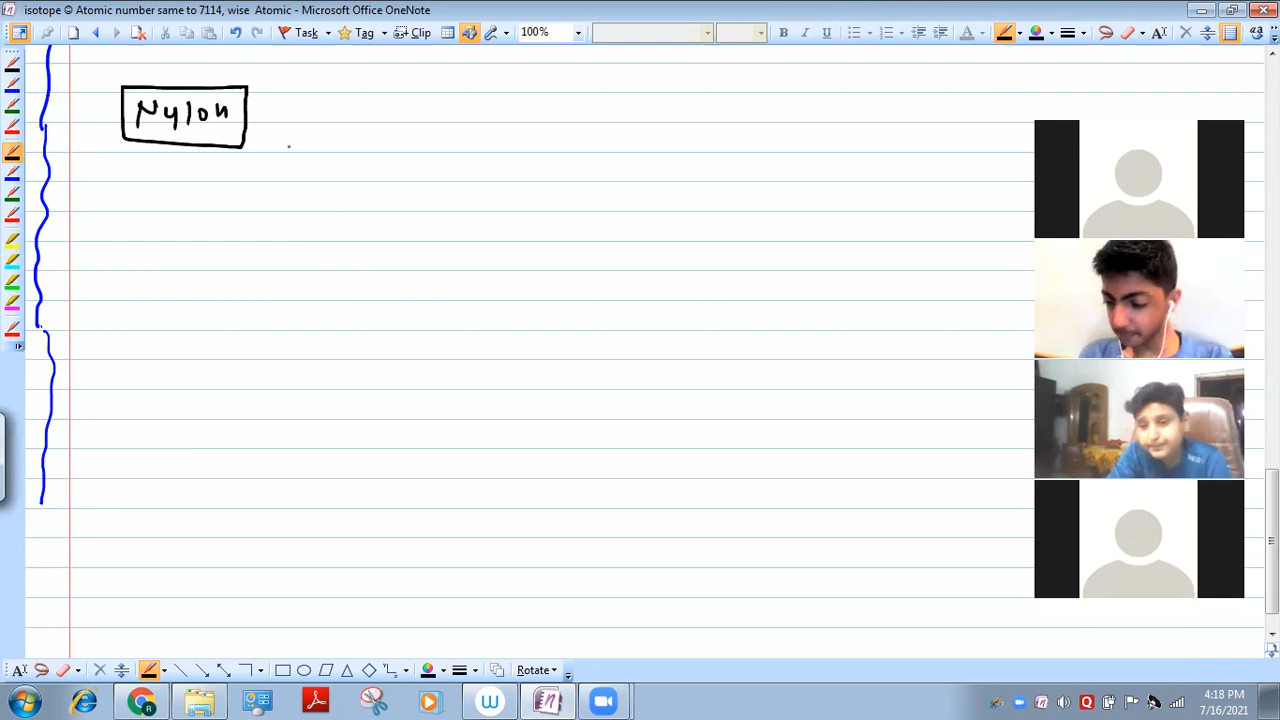 isotope © Atomic number same to 7114, wise Atomic - Microsoft Office OneNote
Task Tag Clip 100% B I U A
Nylon
Rotate
4:18 PM
7/16/2021